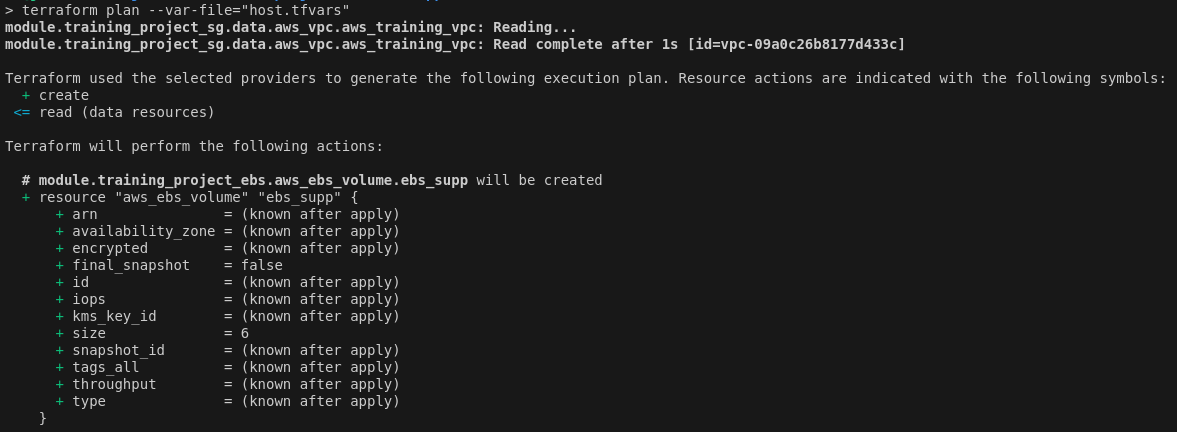 > terraform plan --var-file="host.tfvars"
module.training_project_sg.data.aws_vpc.aws_training_vpc: Reading...
module.training_project_sg.data.aws_vpc.aws_training_vpc: Read complete after 1s [id=vpc-09a0c26b8177d433c]

Terraform used the selected providers to generate the following execution plan. Resource actions are indicated with the following symbols:
  + create
 <= read (data resources)

Terraform will perform the following actions:

  # module.training_project_ebs.aws_ebs_volume.ebs_supp will be created
  + resource "aws_ebs_volume" "ebs_supp" {
      + arn               = (known after apply)
      + availability_zone = (known after apply)
      + encrypted         = (known after apply)
      + final_snapshot    = false
      + id                = (known after apply)
      + iops              = (known after apply)
      + kms_key_id        = (known after apply)
      + size              = 6
      + snapshot_id       = (known after apply)
      + tags_all          = (known after apply)
      + throughput        = (known after apply)
      + type              = (known after apply)
    }